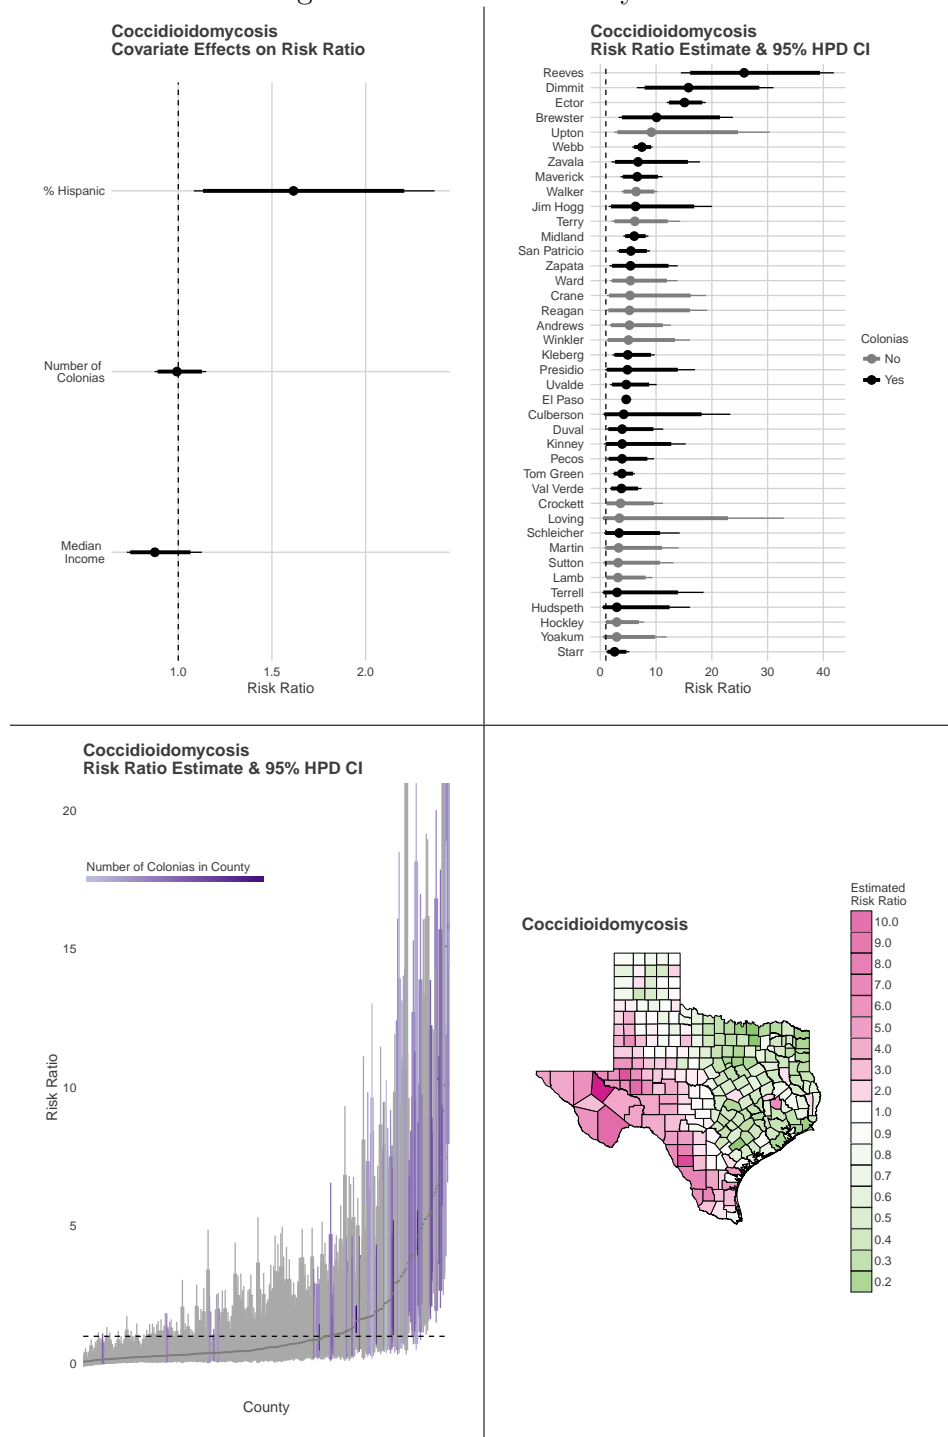 Coccidioidomycosis
Covariate Effects on Risk Ratio
% Hispanic
Number of
Colonias
Median
Income
1.0
1.5
2.0
Risk Ratio
Coccidioidomycosis
Risk Ratio Estimate & 95% HPD CI
Reeves
Dimmit
Ector
Brewster
Upton
Webb
Zavala
Maverick
Walker
Jim Hogg
Terry
Midland
San Patricio
Zapata
Ward
Crane
Reagan
Andrews
Winkler
Kleberg
Presidio
Uvalde
El Paso
Culberson
Duval
Kinney
Pecos
Tom Green
Val Verde
Crockett
Loving
Schleicher
Martin
Sutton
Lamb
Terrell
Hudspeth
Hockley
Yoakum
Starr
0
10
20
30
40
Risk Ratio
Colonias
No
Yes
Coccidioidomycosis
Risk Ratio Estimate & 95% HPD CI
20
15
10
5
0
Risk Ratio
Number of Colonias in County
County
Coccidioidomycosis
Estimated
Risk Ratio
10.0
9.0
8.0
7.0
6.0
5.0
4.0
3.0
2.0
1.0
0.9
0.8
0.7
0.6
0.5
0.4
0.3
0.2